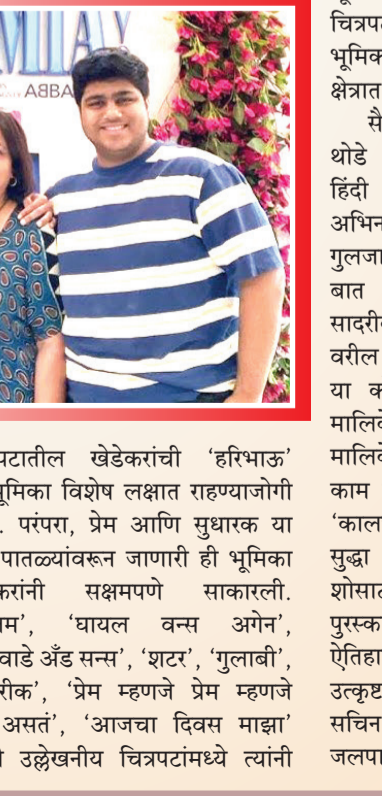 ABBA
पटातील खेडेकरांची ‘हरिभाऊ’
भूमिका विशेष लक्षात राहण्याजोगी
. परंपरा, प्रेम आणि सुधारक या
पातळ्यांवरून जाणारी ही भूमिका
करांनी सक्षमपणे साकारली.
‘घायल वन्स अगेन’,
वाडे अँड सन्स’, ‘शटर’, ‘गुलाबी’,
‘प्रेम म्हणजे प्रेम म्हणजे
असतं’, ‘आजचा दिवस माझा’
उल्लेखनीय चित्रपटांमध्ये त्यांनी
चित्रपट
भूमिक
क्षेत्रात
सै
थोडे
हिंदी
अभिन
गुलजा
बात
सादरी
वरील
या क
मालिके
मालिके
काम
‘काल
सुद्धा
शोसाठ
पुरस्क
ऐतिहा
उत्कृष्ट
सचिन
जलपा